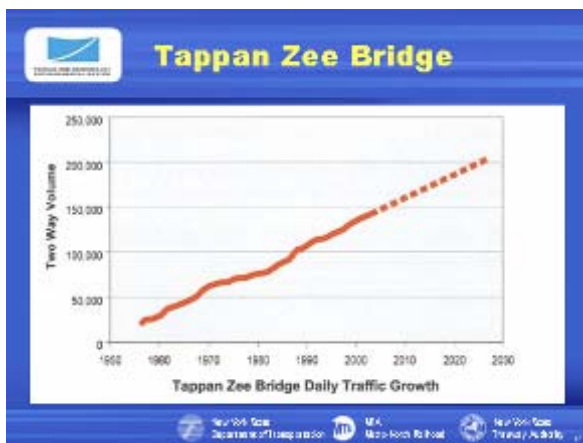 Tappan Zee Bridge
250,000
200,000
150,000
100,000
50,000
0
Two Way Volume
1950
1960
1970
1980
1990
2000
2010
2020
2030
Tappan Zee Bridge Daily Traffic Growth
New York State
Department of Transportation
MTA
Metro-North Railroad
New York State
Thruway Authority